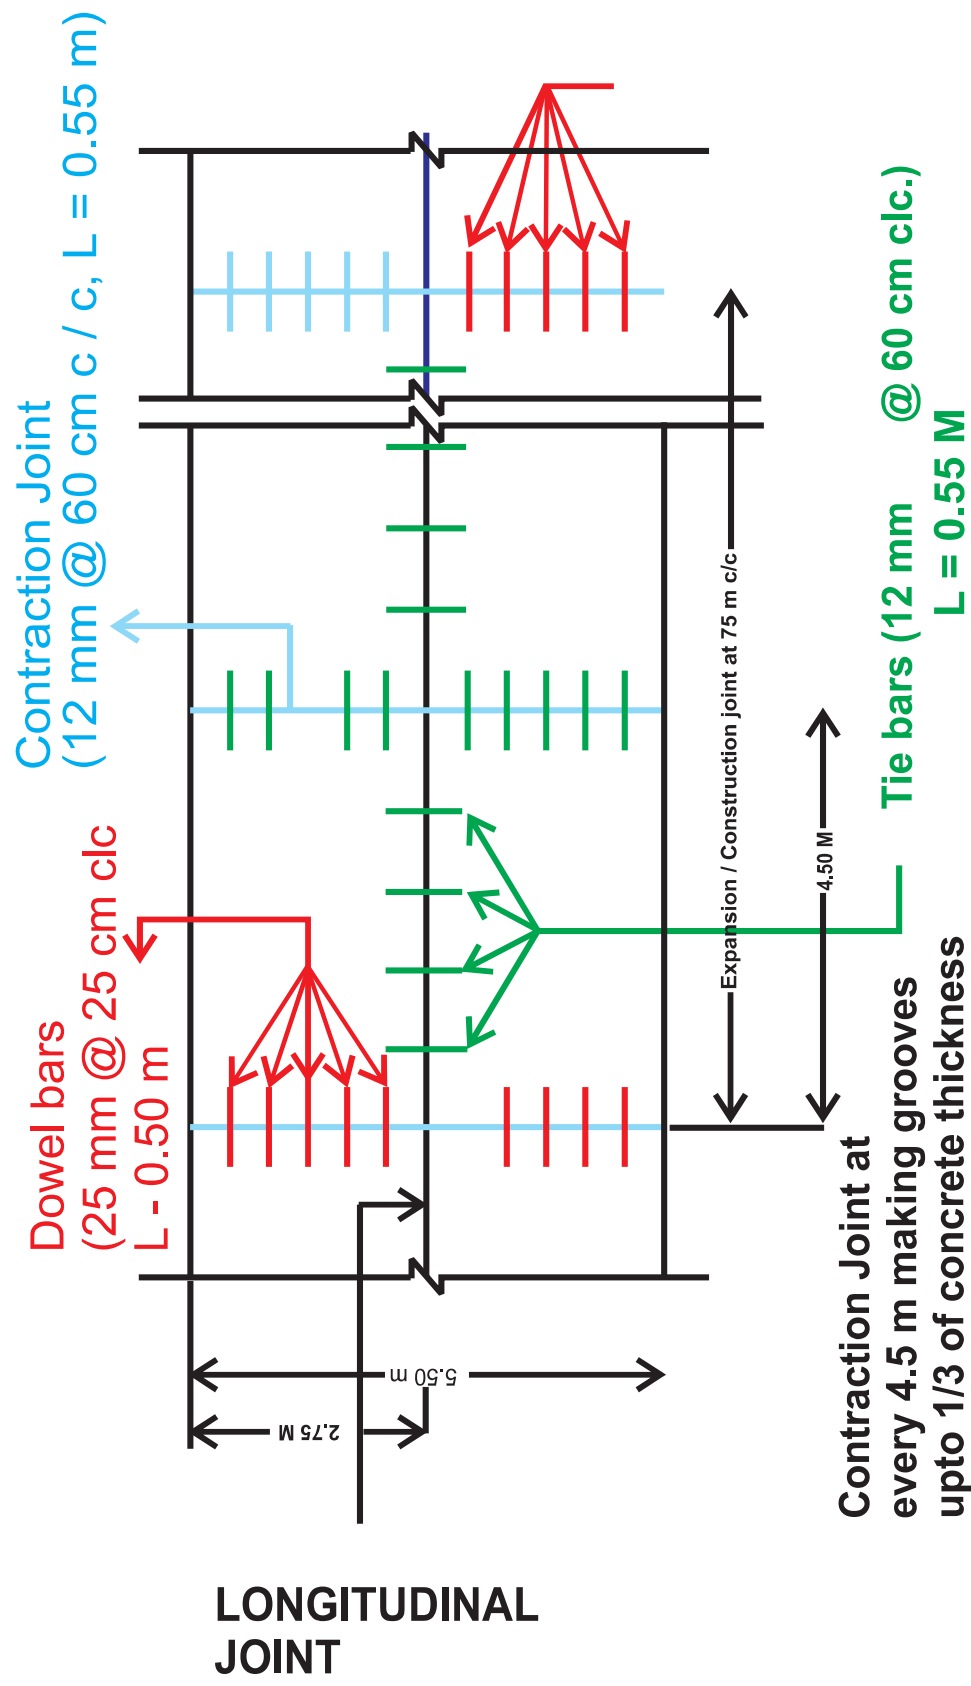 Contraction Joint
(12 mm @ 60 cm c / c, L = 0.55 m)
Dowel bars
(25 mm @ 25 cm clc
L - 0.50 m
Expansion / Construction joint at 75 m c/c
4.50 M
Tie bars (12 mm @ 60 cm clc.)
L = 0.55 M
5.50 m
2.75 M
Contraction Joint at
every 4.5 m making grooves
upto 1/3 of concrete thickness
LONGITUDINAL
JOINT